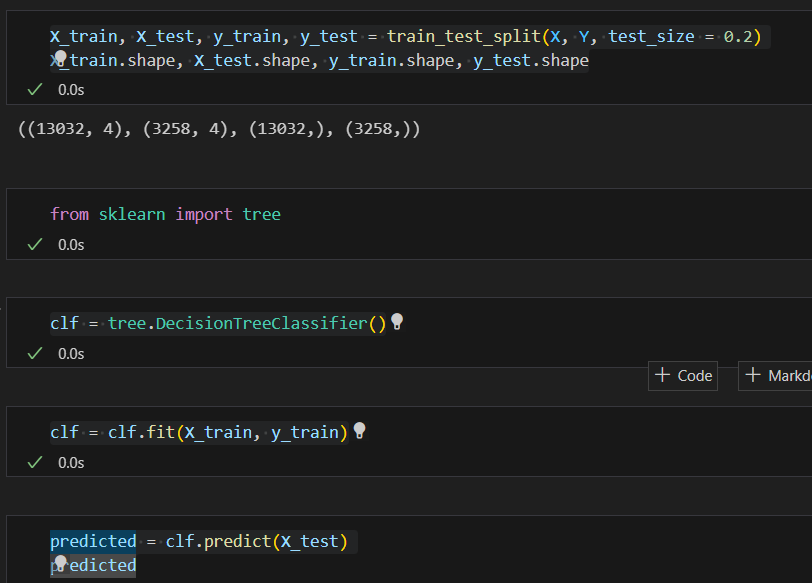 X_train, X_test, y_train, y_test = train_test_split(X, Y, test_size = 0.2)
X_train.shape, X_test.shape, y_train.shape, y_test.shape
0.0s
((13032, 4), (3258, 4), (13032,), (3258,))
from sklearn import tree
0.0s
clf = tree.DecisionTreeClassifier()
0.0s
+ Code + Markd
clf = clf.fit(X_train, y_train)
0.0s
predicted = clf.predict(X_test)
predicted